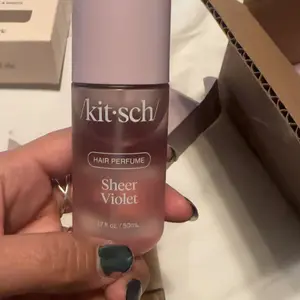 /kit·sch/
HAIR PERFUME
Sheer
Violet